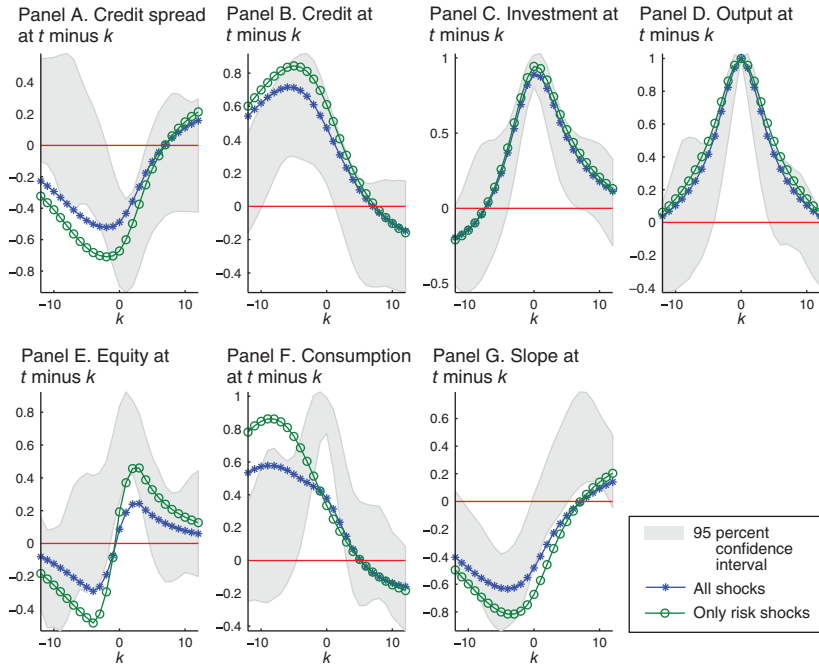 Panel A. Credit spread
at t minus k
0.4
0.2
0
−0.2
−0.4
−0.6
−0.8
−10
0
10
k
Panel B. Credit at
t minus k
0.8
0.6
0.4
0.2
0
−0.2
−0.4
−10
0
10
k
Panel C. Investment at
t minus k
1
0.5
0
−0.5
−10
0
10
k
Panel D. Output at
t minus k
1
0.8
0.6
0.4
0.2
0
−0.2
−0.4
−10
0
10
k
Panel E. Equity at
t minus k
0.8
0.6
0.4
0.2
0
−0.2
−0.4
−10
0
10
k
Panel F. Consumption
at t minus k
1
0.8
0.6
0.4
0.2
0
−0.2
−0.4
−10
0
10
k
Panel G. Slope at
t minus k
0.6
0.4
0.2
0
−0.2
−0.4
−0.6
−0.8
−10
0
10
k
95 percent
confidence
interval
All shocks
Only risk shocks